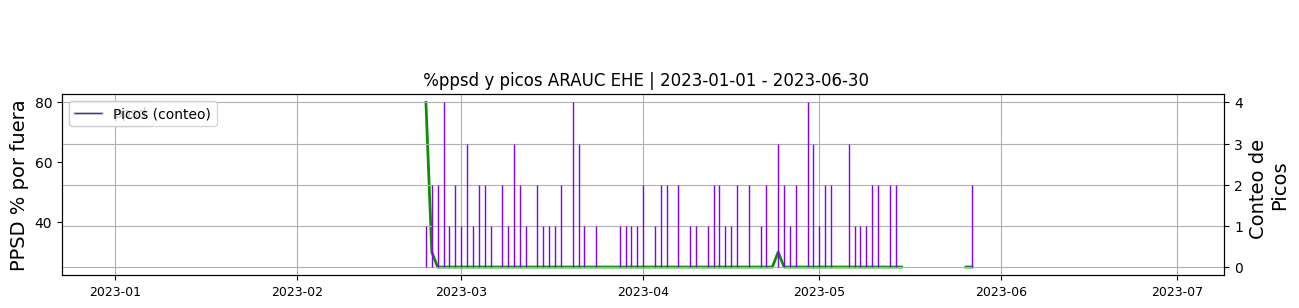 %ppsd y picos ARAUC EHE | 2023-01-01 - 2023-06-30
PPSD % por fuera
80
60
40
Picos (conteo)
4
3
2
1
0
Conteo de
Picos
2023-01 2023-02 2023-03 2023-04 2023-05 2023-06 2023-07